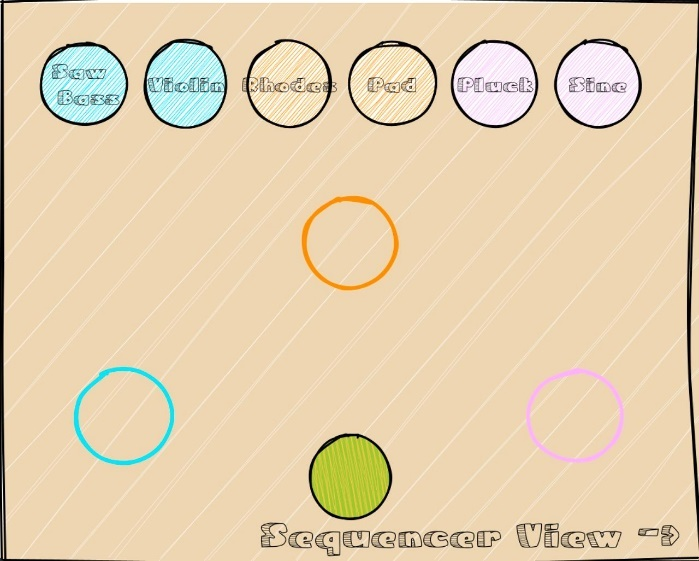 Saw
Bass
Violin
Rhodes
Pad
Pluck
Sine
Sequencer View ->